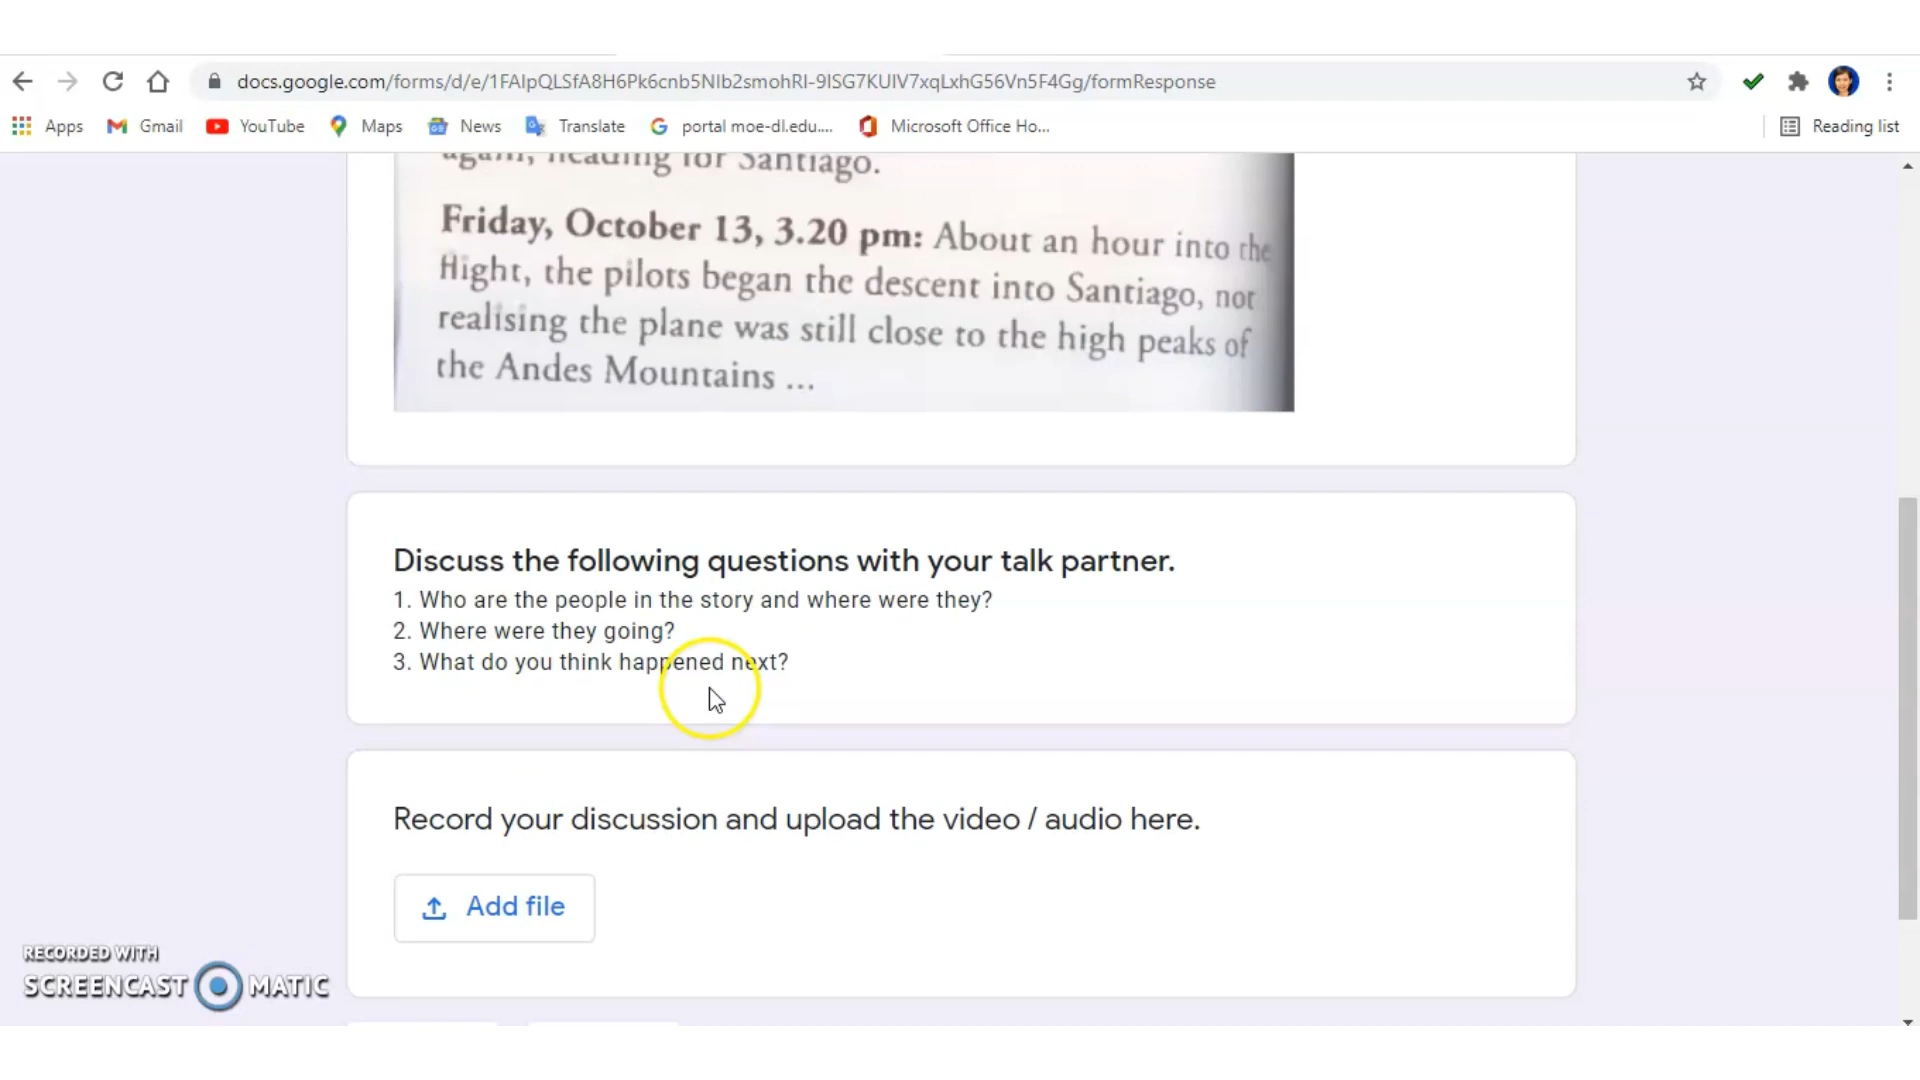 docs.google.com/forms/d/e/1FAIpQLSfA8H6Pk6cnb5NIb2smohRI-9ISG7KUIV7xqLxhG56Vn5F4Gg/formResponse
Apps Gmail YouTube Maps News Translate portal moe-dl.edu.... Microsoft Office Ho... Reading list
again, heading for Santiago.
Friday, October 13, 3.20 pm: About an hour into the
flight, the pilots began the descent into Santiago, not
realising the plane was still close to the high peaks of
the Andes Mountains ...
Discuss the following questions with your talk partner.
1. Who are the people in the story and where were they?
2. Where were they going?
3. What do you think happened next?
Record your discussion and upload the video / audio here.
Add file
RECORDED WITH
SCREENCAST MATIC